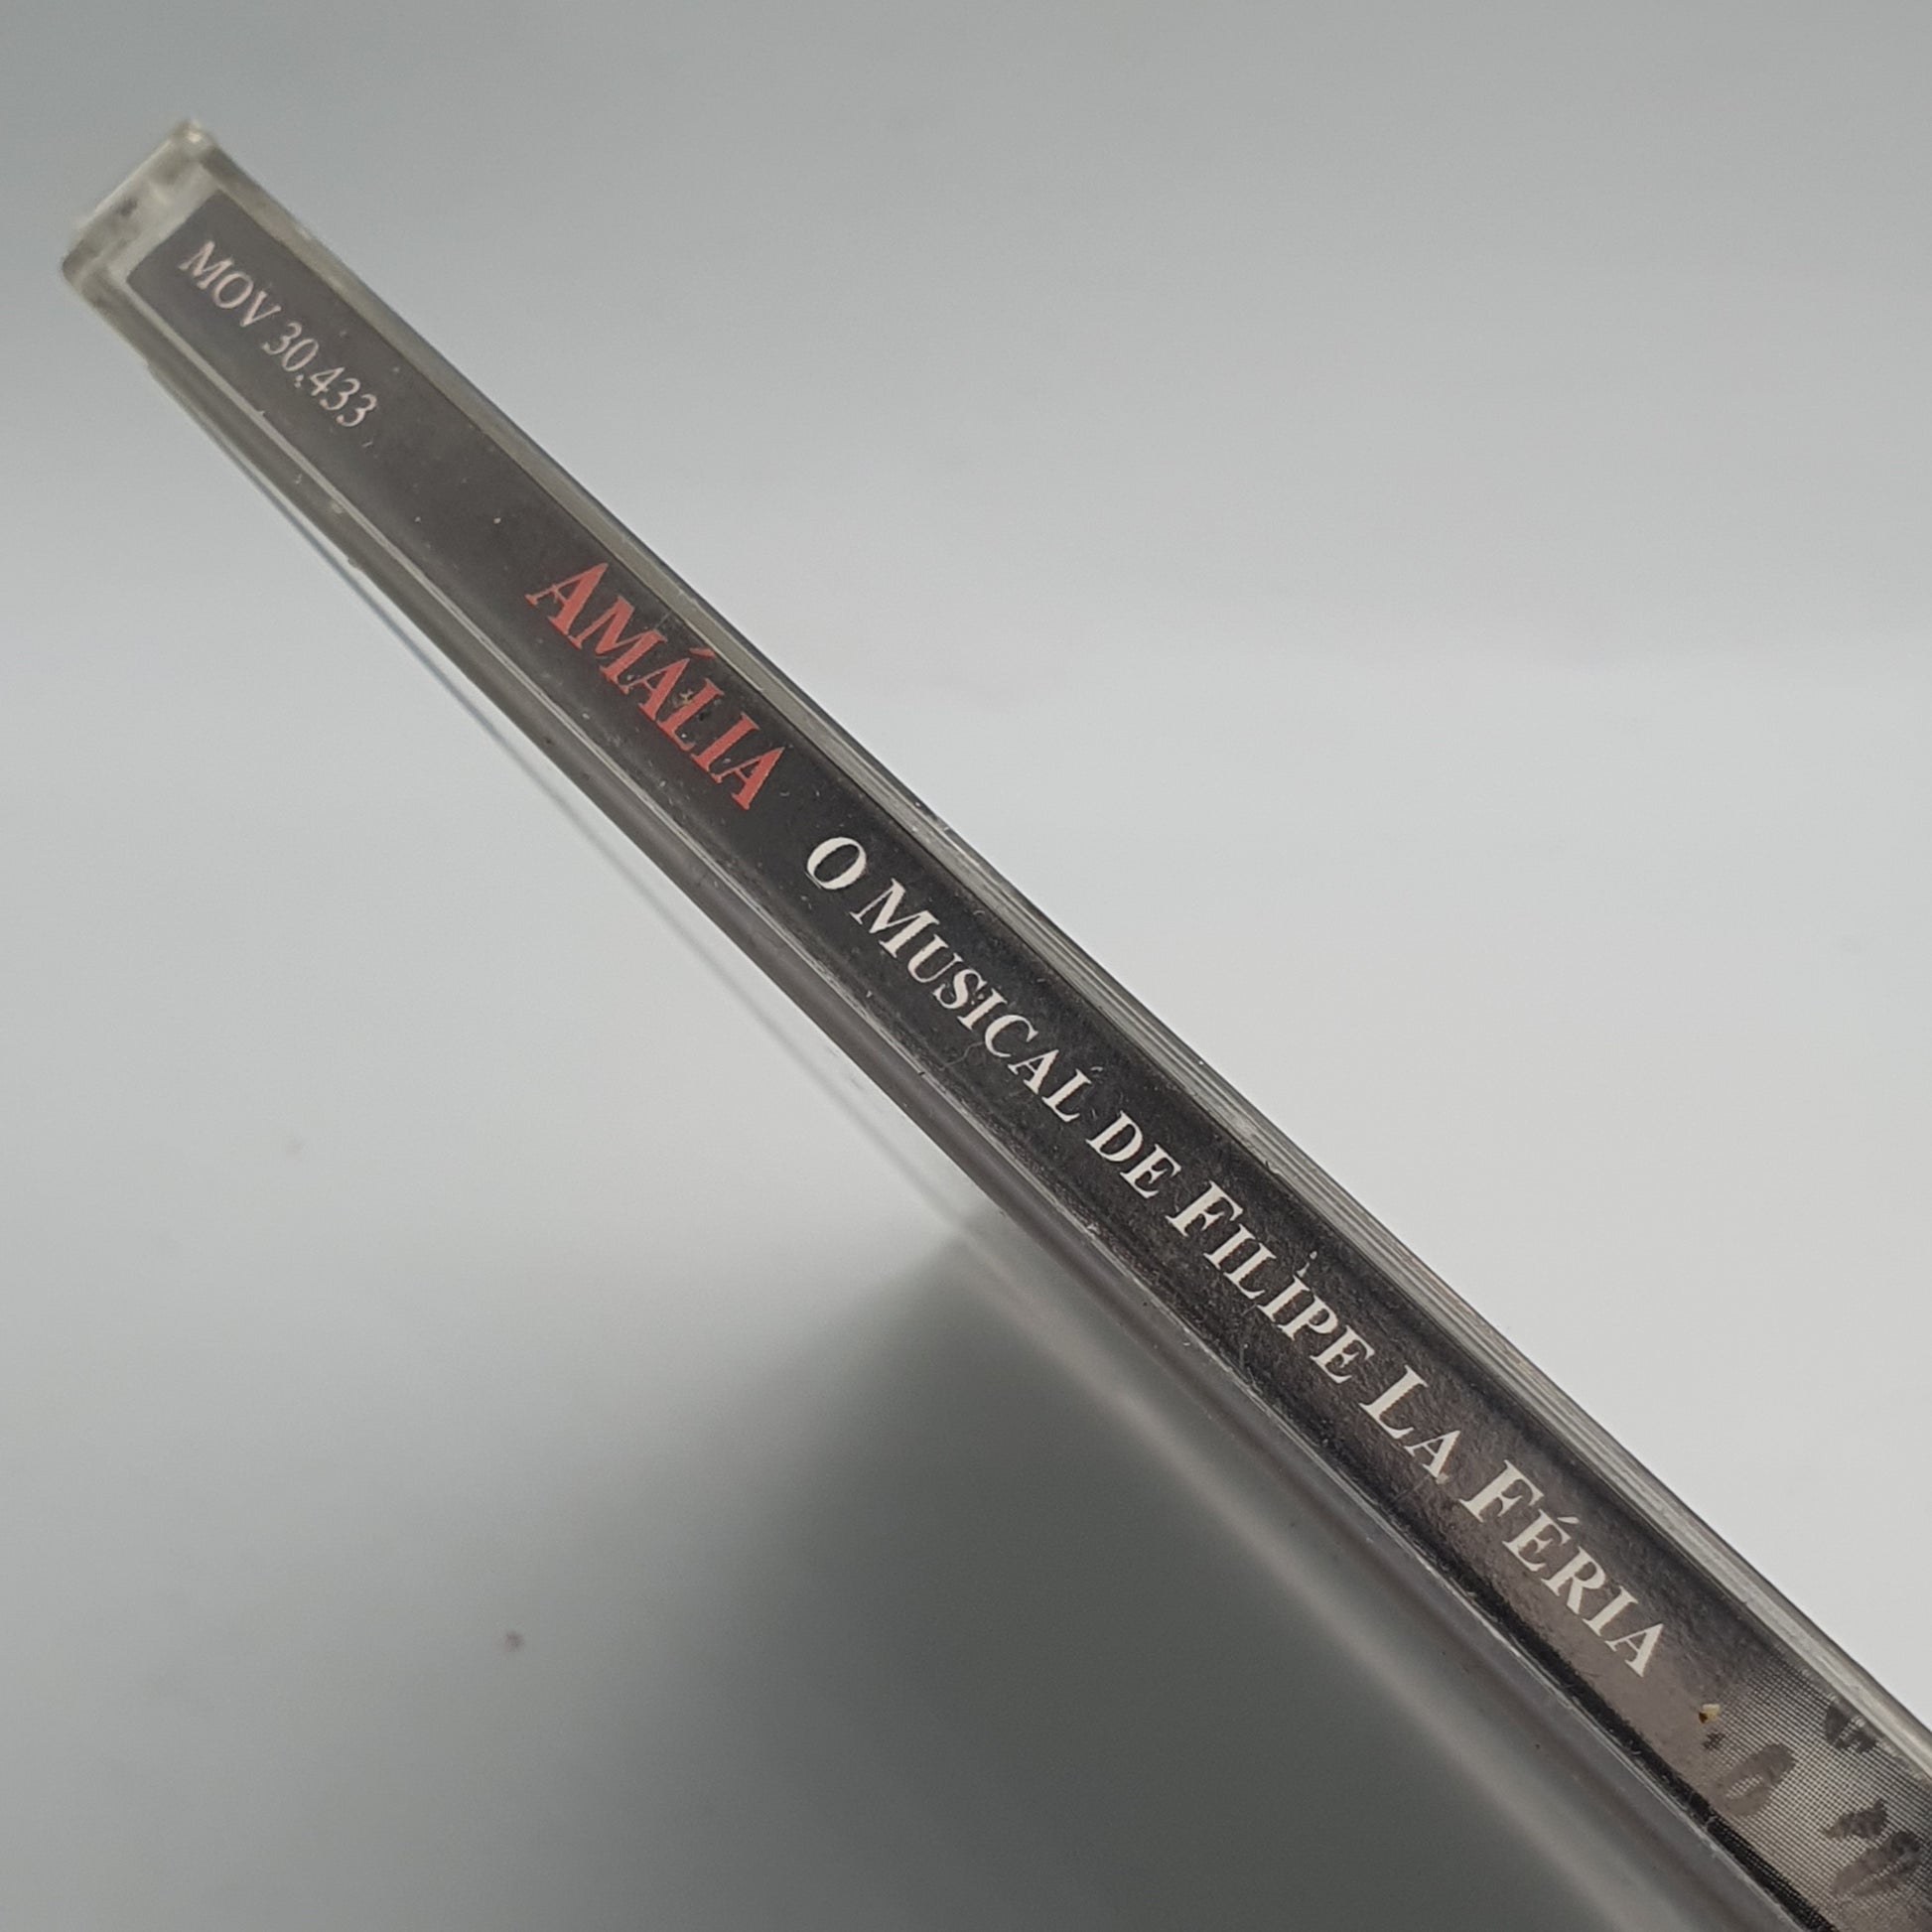 MOV 30.433
AMÁLIA O MUSICAL DE FILIPE LA FÉRIA